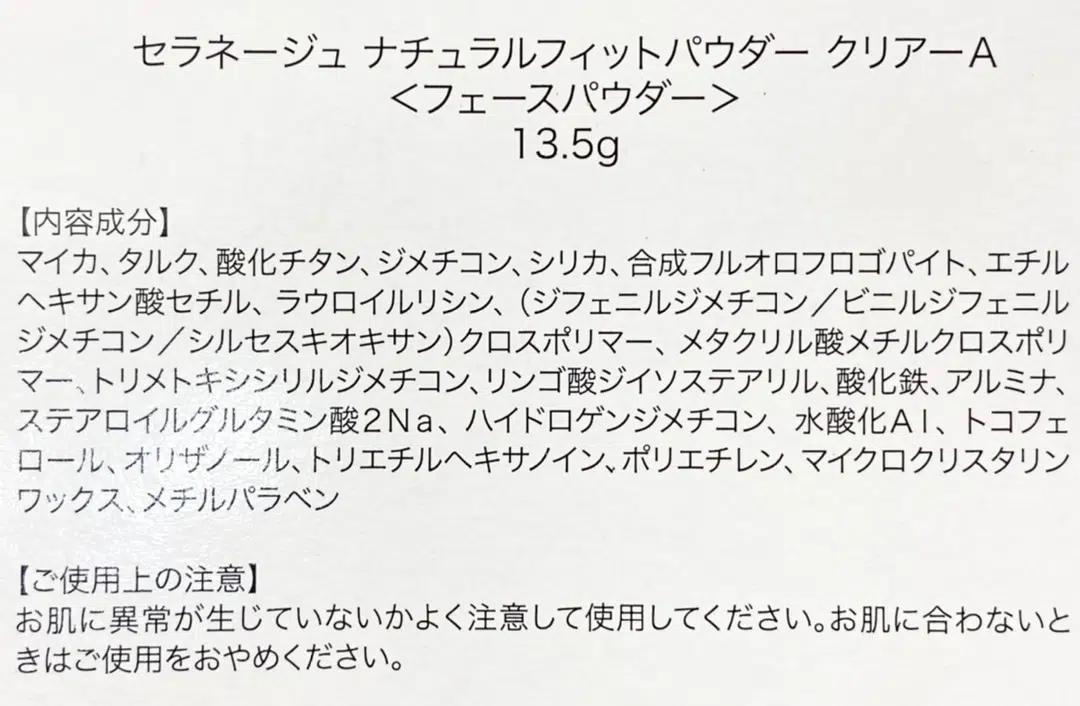 セラネージュ ナチュラルフィットパウダー クリアーA
＜フェースパウダー＞
13.5g
【内容成分】
マイカ、タルク、酸化チタン、ジメチコン、シリカ、合成フルオロフロゴパイト、エチル
ヘキサン酸セチル、ラウロイルリシン、（ジフェニルジメチコン／ビニルジフェニル
ジメチコン／シルセスキオキサン）クロスポリマー、メタクリル酸メチルクロスポリ
マー、トリメトキシシリルジメチコン、リンゴ酸ジイソステアリル、酸化鉄、アルミナ、
ステアロイルグルタミン酸2Na、ハイドロゲンジメチコン、水酸化Al、トコフェ
ロール、オリザノール、トリエチルヘキサノイン、ポリエチレン、マイクロクリスタリン
ワックス、メチルパラベン
【ご使用上の注意】
お肌に異常が生じていないかよく注意して使用してください。お肌に合わないと
きはご使用をおやめください。